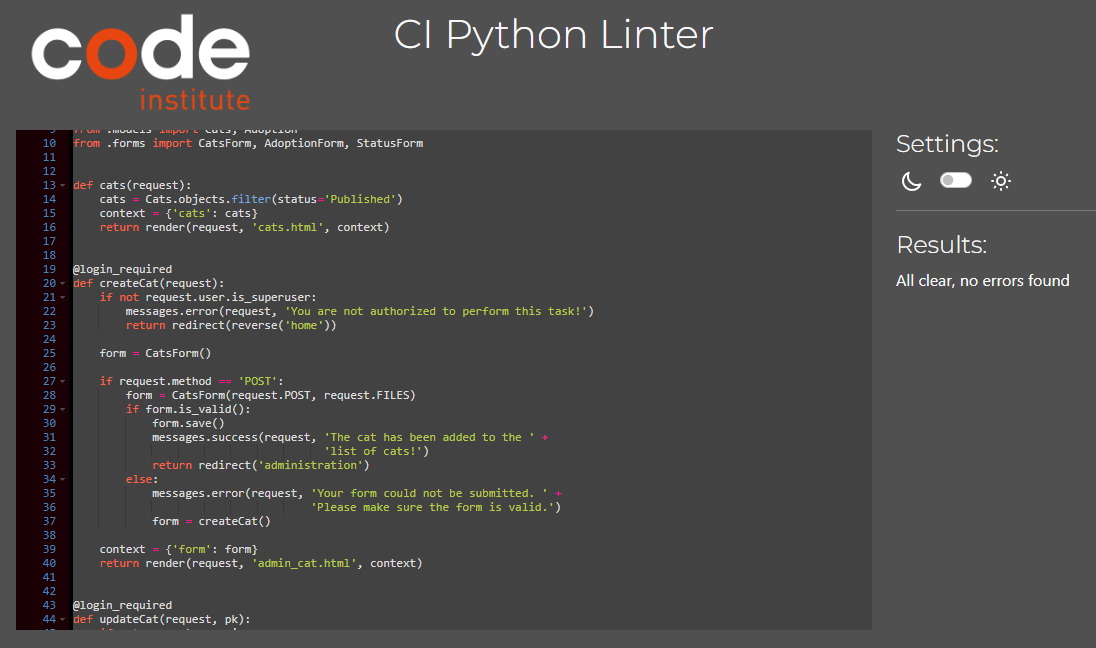 code
institute
CI Python Linter
9 from .models import Cats, Adoption
10 from .forms import CatsForm, AdoptionForm, StatusForm
11
12
13 def cats(request):
14     cats = Cats.objects.filter(status='Published')
15     context = {'cats': cats}
16     return render(request, 'cats.html', context)
17
18
19 @login_required
20 def createCat(request):
21     if not request.user.is_superuser:
22         messages.error(request, 'You are not authorized to perform this task!')
23         return redirect(reverse('home'))
24
25     form = CatsForm()
26
27     if request.method == 'POST':
28         form = CatsForm(request.POST, request.FILES)
29         if form.is_valid():
30             form.save()
31             messages.success(request, 'The cat has been added to the ' +
32                                       'list of cats!')
33             return redirect('administration')
34         else:
35             messages.error(request, 'Your form could not be submitted. ' +
36                                     'Please make sure the form is valid.')
37             form = createCat()
38
39     context = {'form': form}
40     return render(request, 'admin_cat.html', context)
41
42
43 @login_required
44 def updateCat(request, pk):
Settings:
Results:
All clear, no errors found